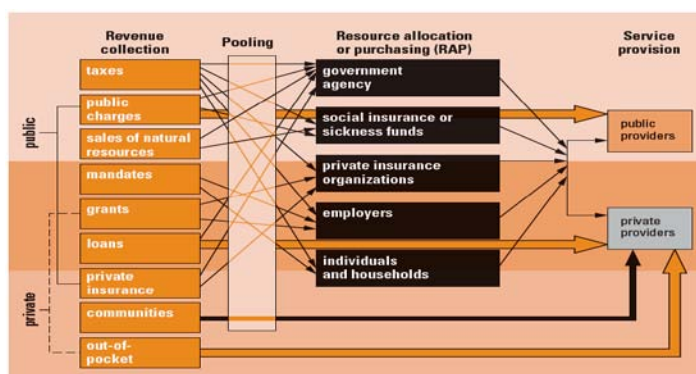 Revenue
collection
Pooling
Resource allocation
or purchasing (RAP)
Service
provision
public
private
taxes
public
charges
sales of natural
resources
mandates
grants
loans
private
insurance
communities
out-of-
pocket
government
agency
social insurance or
sickness funds
private insurance
organizations
employers
individuals
and households
public
providers
private
providers